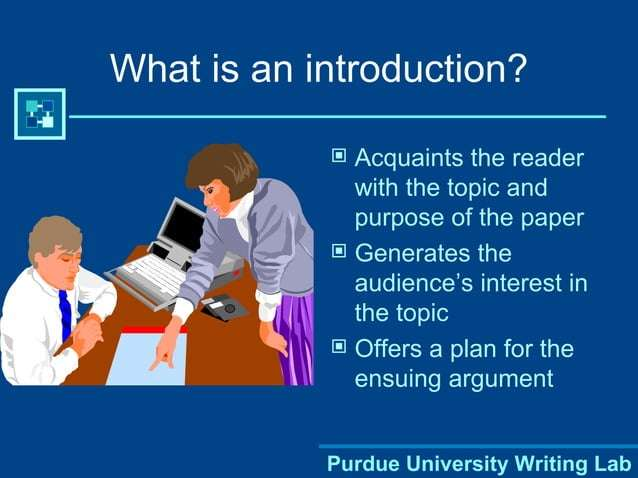 What is an introduction?
Acquaints the reader
with the topic and
purpose of the paper
Generates the
audience’s interest in
the topic
Offers a plan for the
ensuing argument
Purdue University Writing Lab